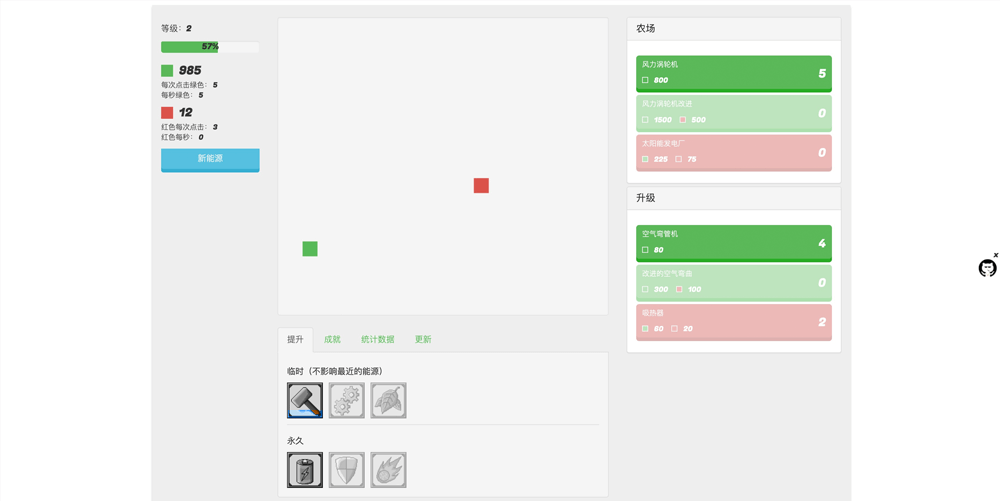 等级： 2
57%
985
每次点击绿色： 5
每秒绿色： 5
12
红色每次点击： 3
红色每秒： 0
新能源
提升 成就 统计数据 更新
临时（不影响最近的能源）
永久
农场
风力涡轮机
800
5
风力涡轮机改进
1500 500
0
太阳能发电厂
225 75
0
升级
空气弯管机
80
4
改进的空气弯曲
300 100
0
吸热器
60 20
2
x